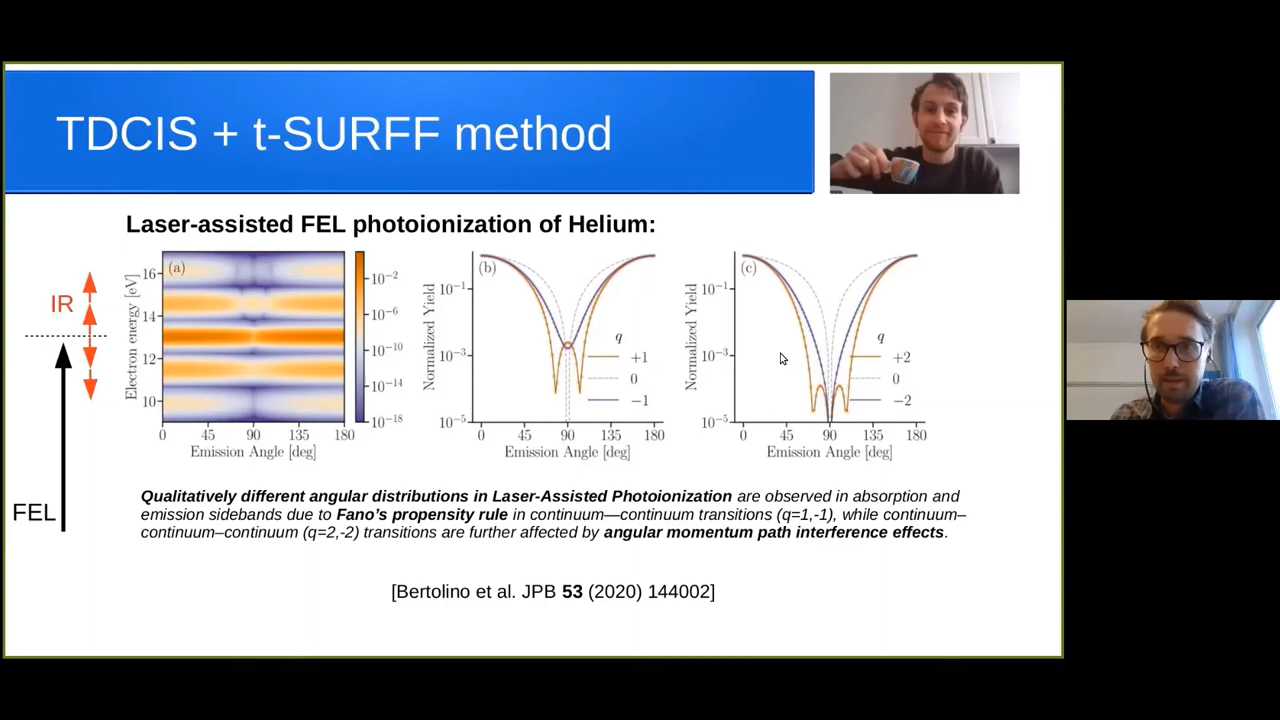 TDCIS + t-SURFF method
Laser-assisted FEL photoionization of Helium:
IR
FEL
(a)
Electron energy [eV]
16
14
12
10
0 45 90 135 180
Emission Angle [deg]
10⁻²
10⁻⁶
10⁻¹⁰
10⁻¹⁴
10⁻¹⁸
(b)
Normalized Yield
10⁻¹
10⁻³
10⁻⁵
q
+1
0
−1
0 45 90 135 180
Emission Angle [deg]
(c)
Normalized Yield
10⁻¹
10⁻³
10⁻⁵
q
+2
0
−2
0 45 90 135 180
Emission Angle [deg]
Qualitatively different angular distributions in Laser-Assisted Photoionization are observed in absorption and
emission sidebands due to Fano's propensity rule in continuum—continuum transitions (q=1,-1), while continuum–
continuum–continuum (q=2,-2) transitions are further affected by angular momentum path interference effects.
[Bertolino et al. JPB 53 (2020) 144002]